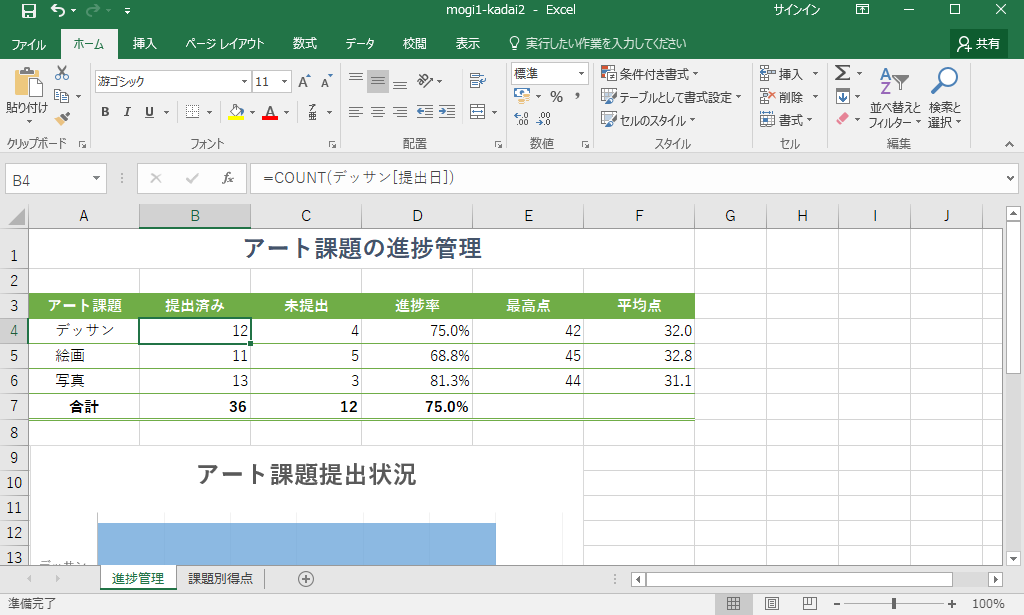 mogi1-kadai2 - Excel サインイン
ファイル ホーム 挿入 ページ レイアウト 数式 データ 校閲 表示 実行したい作業を入力してください 共有
游ゴシック 11 A A 標準 条件付き書式 挿入 Σ A Z
貼り付け B I U A % , テーブルとして書式設定 削除 並べ替えと フィルター 検索と 選択
セルのスタイル 書式
クリップボード フォント 配置 数値 スタイル セル 編集
B4 fx =COUNT(デッサン[提出日])
A B C D E F G H I J
1 アート課題の進捗管理
2
3 アート課題 提出済み 未提出 進捗率 最高点 平均点
4 デッサン 12 4 75.0% 42 32.0
5 絵画 11 5 68.8% 45 32.8
6 写真 13 3 81.3% 44 31.1
7 合計 36 12 75.0%
8
9
アート課題提出状況
10
11
12
13
進捗管理 課題別得点
準備完了 100%